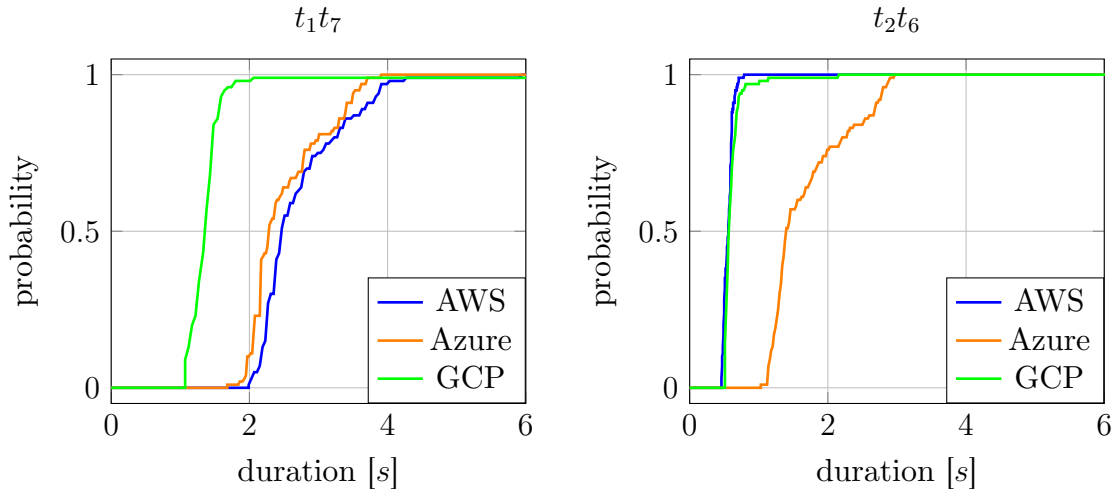 t₁t₇
probability
1
0.5
0
0 2 4 6
duration [s]
AWS
Azure
GCP
t₂t₆
probability
1
0.5
0
0 2 4 6
duration [s]
AWS
Azure
GCP